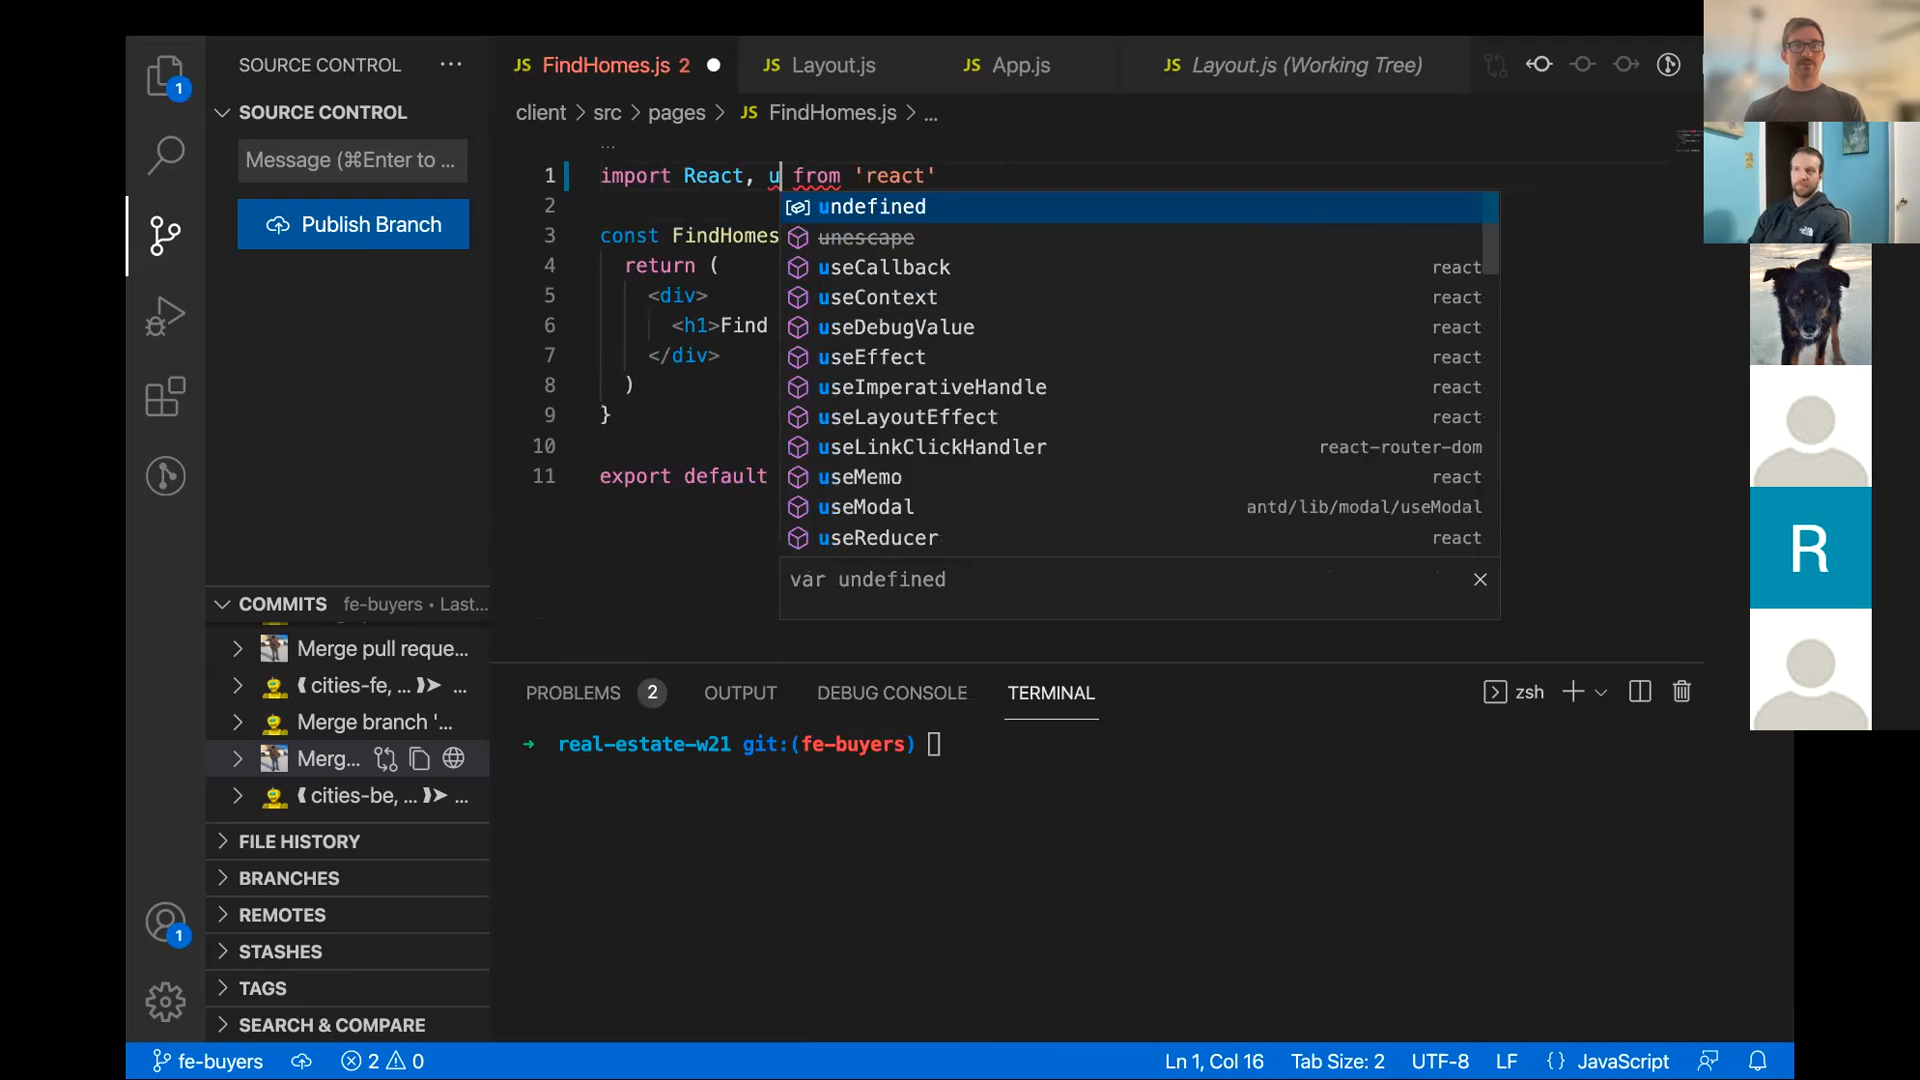 SOURCE CONTROL ...
SOURCE CONTROL
Message (⌘Enter to ...
Publish Branch
1
JS FindHomes.js 2
JS Layout.js
JS App.js
JS Layout.js (Working Tree)
client > src > pages > JS FindHomes.js > ...
...
1 import React, u from 'react'
2
3 const FindHomes
4 return (
5 <div>
6 <h1>Find
7 </div>
8 )
9 }
10
11 export default
undefined
unescape
useCallback react
useContext react
useDebugValue react
useEffect react
useImperativeHandle react
useLayoutEffect react
useLinkClickHandler react-router-dom
useMemo
useModal antd/lib/modal/useModal
useReducer react
var undefined
R
COMMITS fe-buyers • Last...
Merge pull reque...
cities-fe, ... ...
Merge branch '...
Merg...
cities-be, ... ...
FILE HISTORY
BRANCHES
REMOTES
STASHES
TAGS
SEARCH & COMPARE
1
PROBLEMS 2 OUTPUT DEBUG CONSOLE TERMINAL
zsh
real-estate-w21 git:(fe-buyers)
fe-buyers 2 0
Ln 1, Col 16 Tab Size: 2 UTF-8 LF {} JavaScript